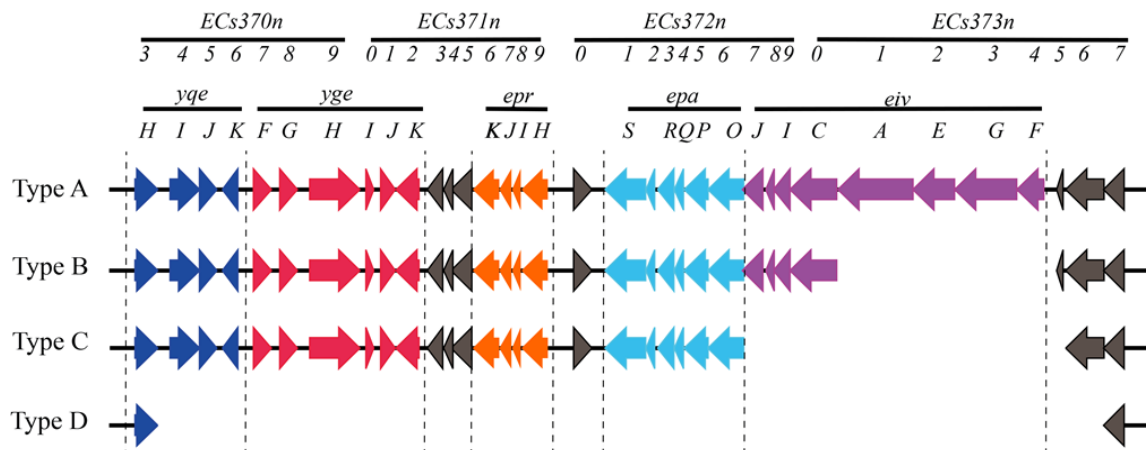 ECs370n ECs371n ECs372n ECs373n
3 4 5 6 7 8 9 0 1 2 3 4 5 6 7 8 9 0 1 2 3 4 5 6 7 8 9 0 1 2 3 4 5 6 7
yqe yge epr epa eiv
H I J K F G H I J K K J I H S R Q P O J I C A E G F
Type A
Type B
Type C
Type D